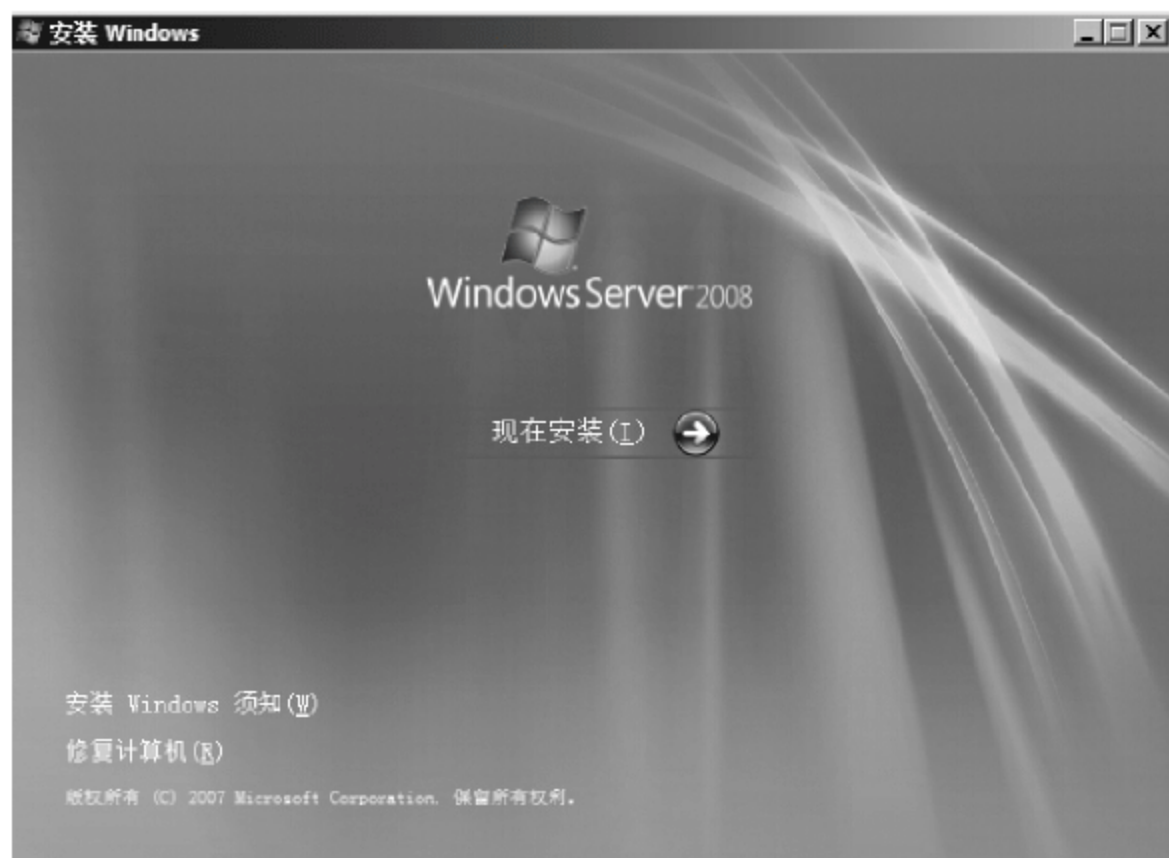 安装 Windows
Windows Server 2008
现在安装(I)
安装 Windows 须知(W)
修复计算机(R)
版权所有 (C) 2007 Microsoft Corporation. 保留所有权利。